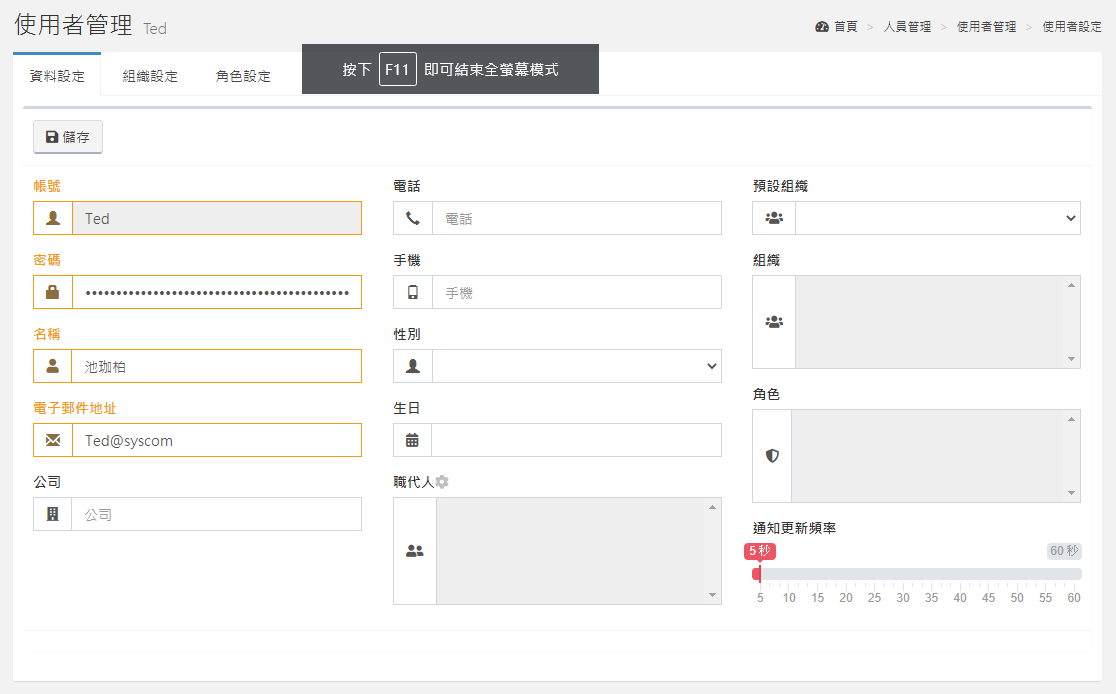 使用者管理 Ted
首頁 > 人員管理 > 使用者管理 > 使用者設定
資料設定 組織設定 角色設定
按下 F11 即可結束全螢幕模式
儲存
帳號
Ted
密碼
••••••••••••••••••••••••••••••••••••••••••••
名稱
池珈柏
電子郵件地址
Ted@syscom
公司
公司
電話
電話
手機
手機
性別
生日
職代人
預設組織
組織
角色
通知更新頻率
5 秒 60 秒
5 10 15 20 25 30 35 40 45 50 55 60